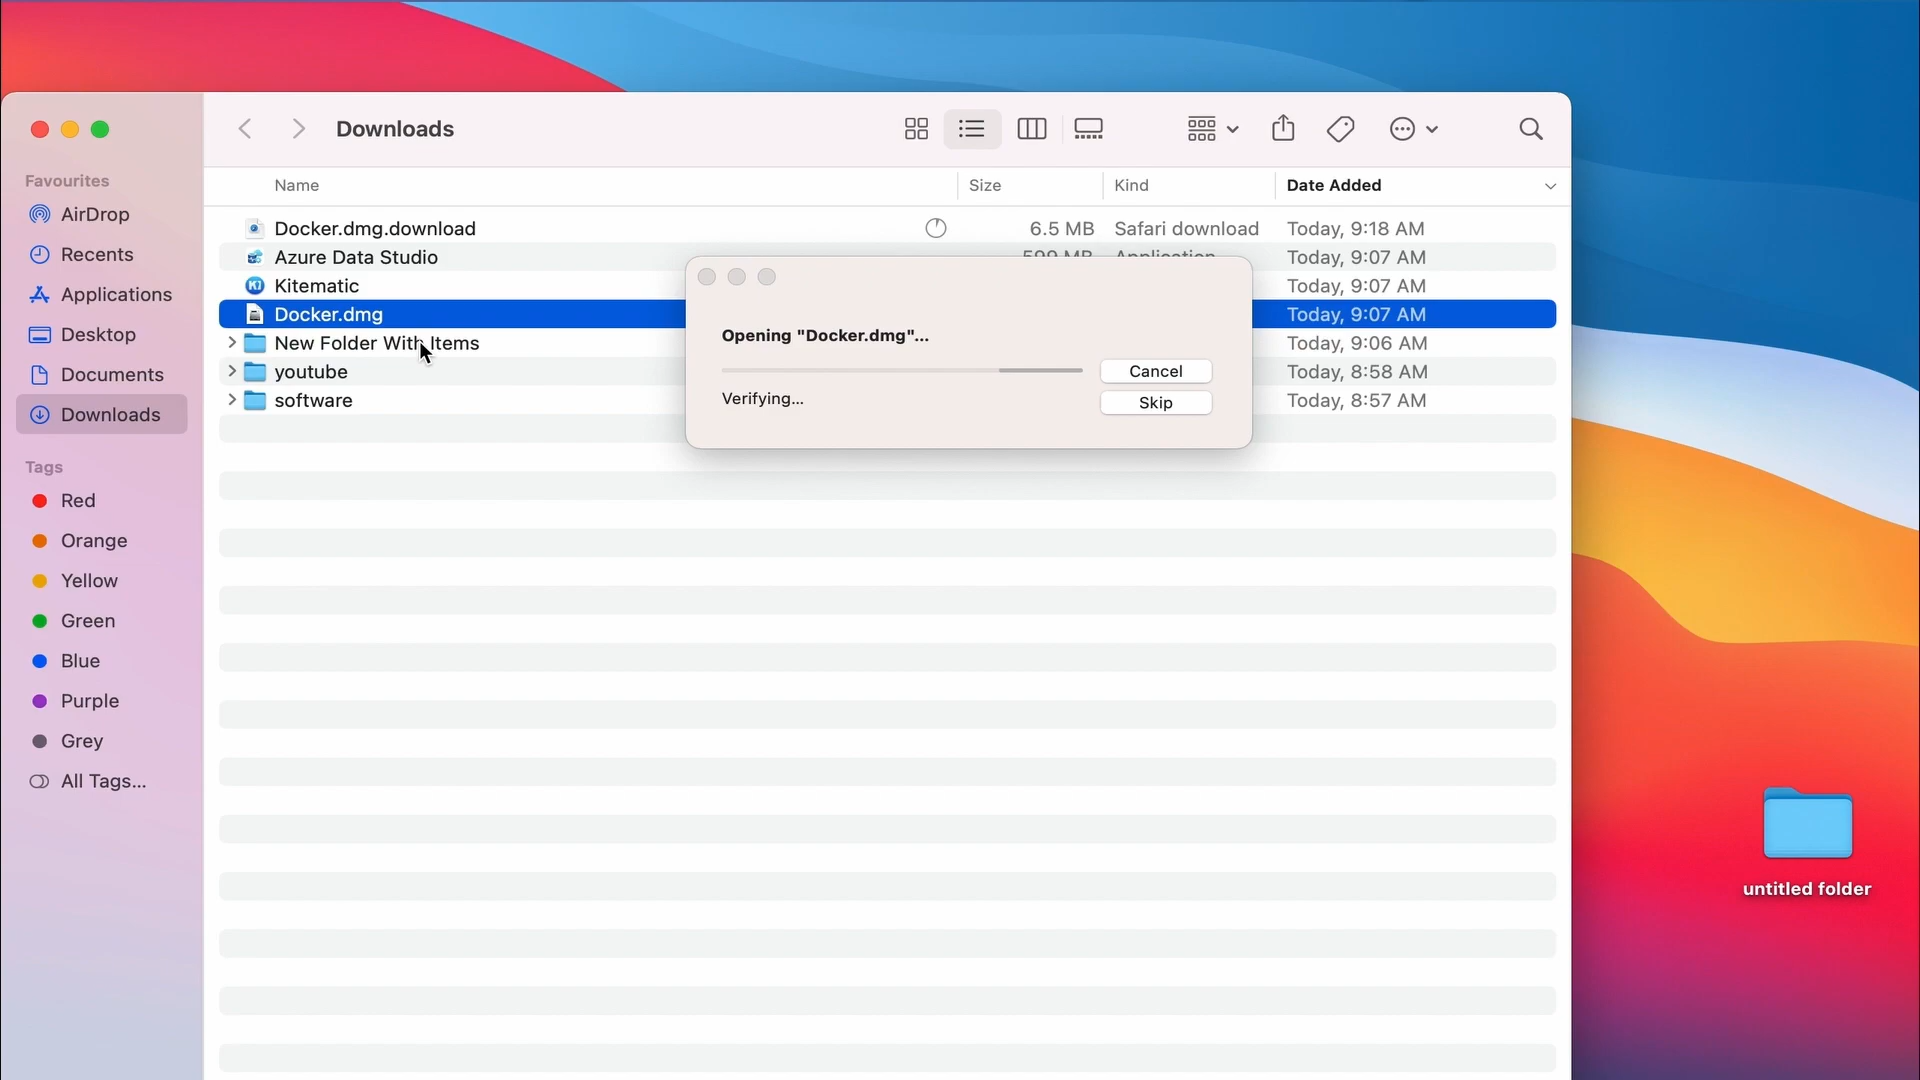 Downloads
Favourites
AirDrop
Recents
Applications
Desktop
Documents
Downloads
Tags
Red
Orange
Yellow
Green
Blue
Purple
Grey
All Tags...
Name Size Kind Date Added
Docker.dmg.download 6.5 MB Safari download Today, 9:18 AM
Azure Data Studio 599 MB Application Today, 9:07 AM
Kitematic Today, 9:07 AM
Docker.dmg Today, 9:07 AM
New Folder With Items Today, 9:06 AM
youtube Today, 8:58 AM
software Today, 8:57 AM
Opening "Docker.dmg"...
Cancel
Verifying...
Skip
untitled folder